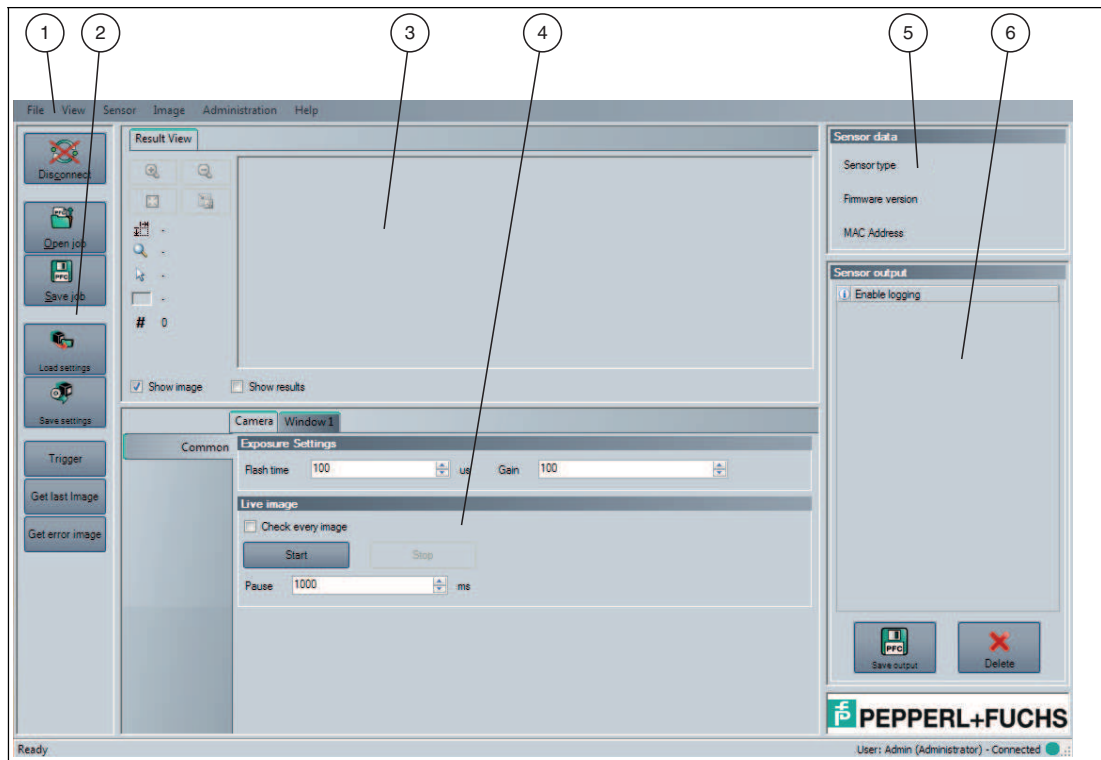 1 2 3 4 5 6
File View Sensor Image Administration Help
Disconnect
Open job
PFC
Save job
Load settings
Save settings
Trigger
Get last Image
Get error image
Result View
-
-
-
-
# 0
Show image Show results
Camera Window 1
Common
Exposure Settings
Flash time 100 us Gain 100
Live image
Check every image
Start Stop
Pause 1000 ms
Sensor data
Sensor type
Firmware version
MAC Address
Sensor output
Enable logging
PFC
Save output
Delete
PEPPERL+FUCHS
Ready
User: Admin (Administrator) - Connected